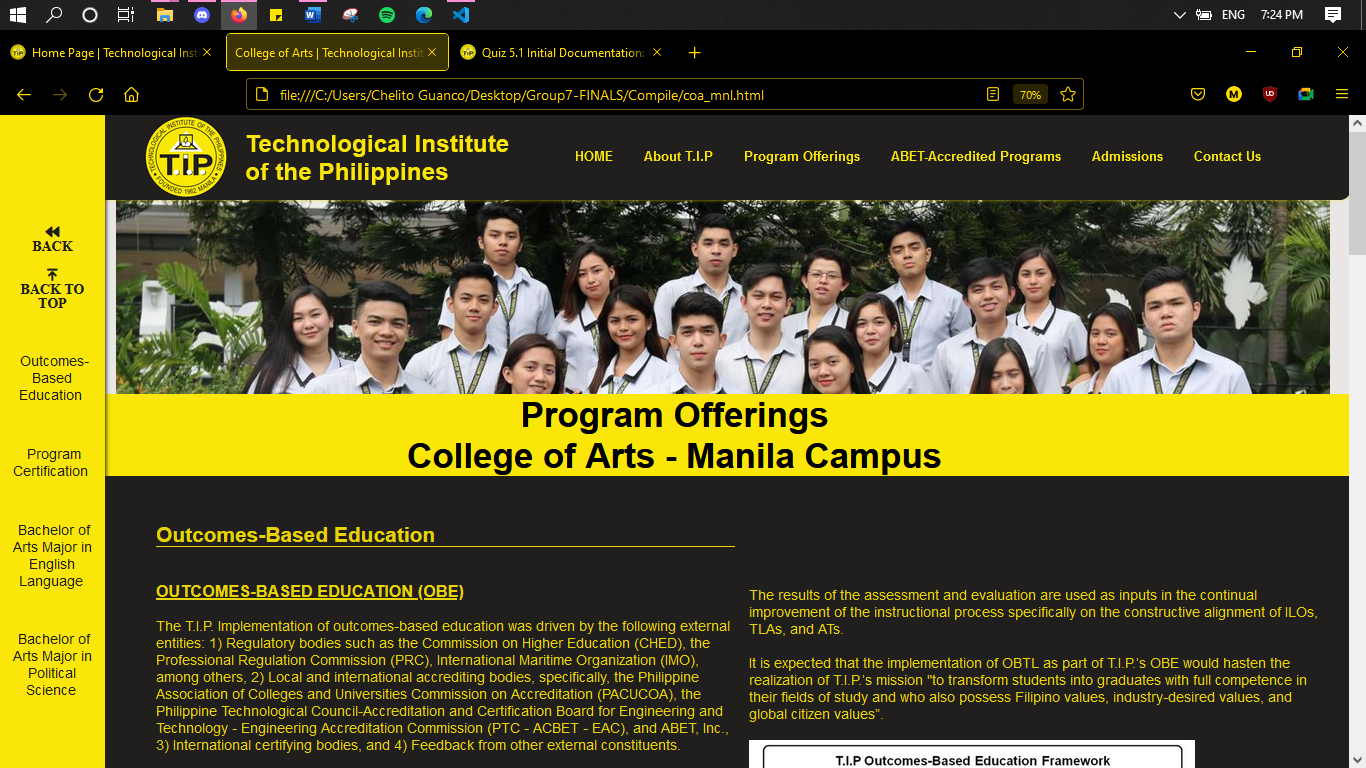 ENG 7:24 PM
Home Page | Technological Inst
College of Arts | Technological Instit
Quiz 5.1 Initial Documentation:
file:///C:/Users/Chelito Guanco/Desktop/Group7-FINALS/Compile/coa_mnl.html
70%
TECHNOLOGICAL INSTITUTE OF THE PHILIPPINES
T.I.P
FOUNDED 1962 MANILA
Technological Institute
of the Philippines
HOME About T.I.P Program Offerings ABET-Accredited Programs Admissions Contact Us
BACK
BACK TO
TOP
Outcomes-
Based
Education
Program
Certification
Bachelor of
Arts Major in
English
Language
Bachelor of
Arts Major in
Political
Science
Program Offerings
College of Arts - Manila Campus
Outcomes-Based Education
OUTCOMES-BASED EDUCATION (OBE)
The T.I.P. Implementation of outcomes-based education was driven by the following external
entities: 1) Regulatory bodies such as the Commission on Higher Education (CHED), the
Professional Regulation Commission (PRC), International Maritime Organization (IMO),
among others, 2) Local and international accrediting bodies, specifically, the Philippine
Association of Colleges and Universities Commission on Accreditation (PACUCOA), the
Philippine Technological Council-Accreditation and Certification Board for Engineering and
Technology - Engineering Accreditation Commission (PTC - ACBET - EAC), and ABET, Inc.,
3) International certifying bodies, and 4) Feedback from other external constituents.
The results of the assessment and evaluation are used as inputs in the continual
improvement of the instructional process specifically on the constructive alignment of ILOs,
TLAs, and ATs.
It is expected that the implementation of OBTL as part of T.I.P.’s OBE would hasten the
realization of T.I.P.’s mission "to transform students into graduates with full competence in
their fields of study and who also possess Filipino values, industry-desired values, and
global citizen values”.
T.I.P Outcomes-Based Education Framework